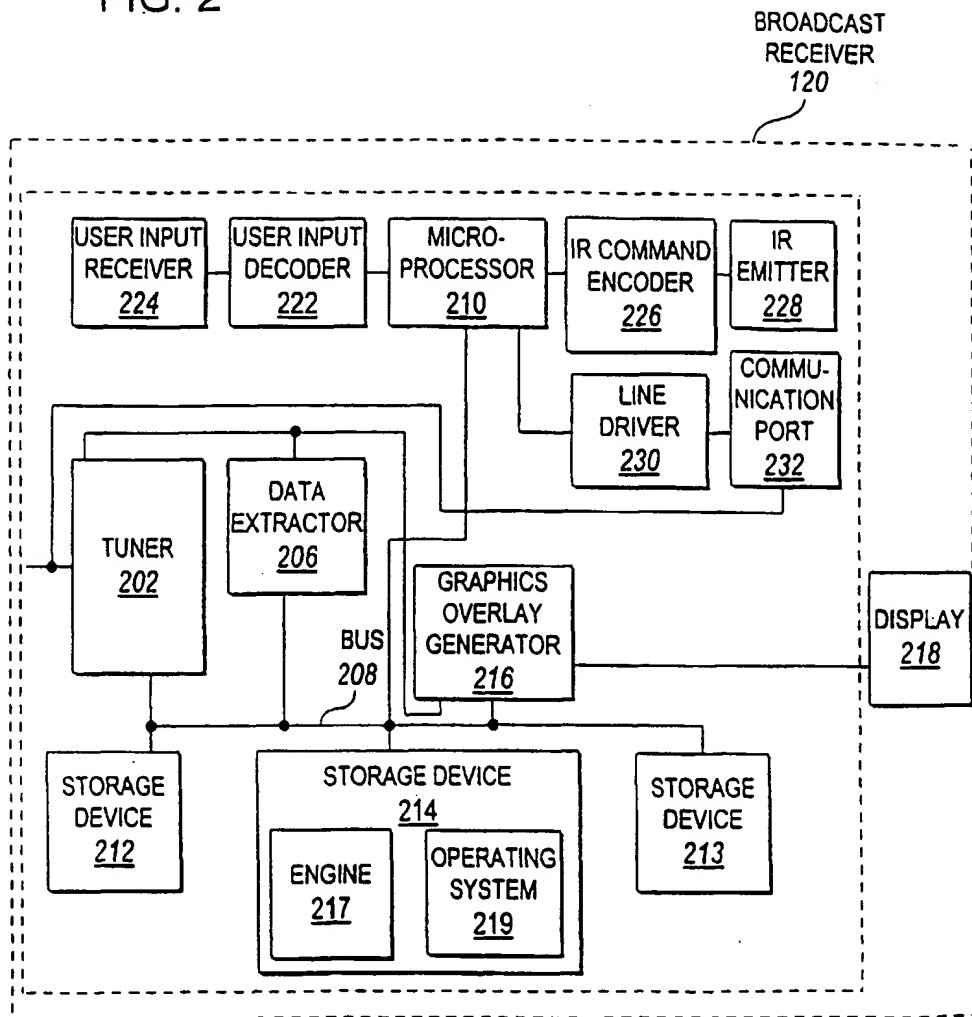 FIG. 2
BROADCAST
RECEIVER
120
USER INPUT
RECEIVER
224
USER INPUT
DECODER
222
MICRO-
PROCESSOR
210
IR COMMAND
ENCODER
226
IR
EMITTER
228
LINE
DRIVER
230
COMMU-
NICATION
PORT
232
TUNER
202
DATA
EXTRACTOR
206
BUS
208
GRAPHICS
OVERLAY
GENERATOR
216
DISPLAY
218
STORAGE
DEVICE
212
STORAGE DEVICE
214
ENGINE
217
OPERATING
SYSTEM
219
STORAGE
DEVICE
213